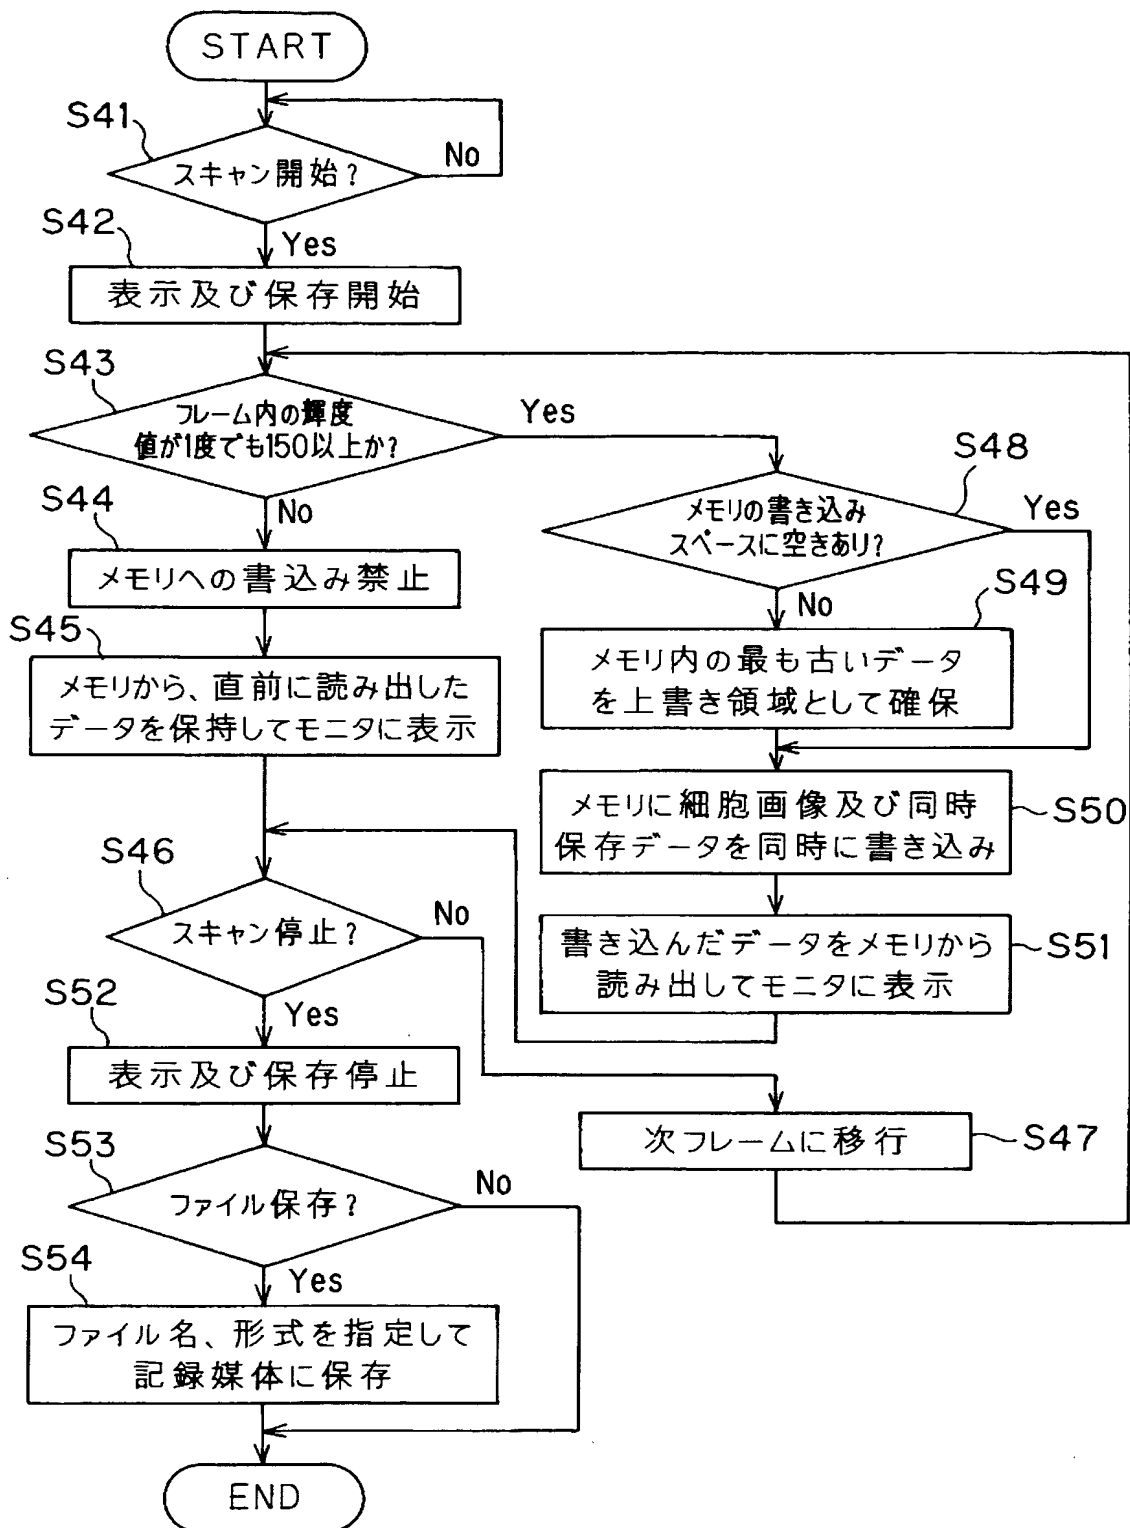 START
S41
スキャン開始?
No
S42
Yes
表示及び保存開始
S43
フレーム内の輝度
値が1度でも150以上か?
Yes
S48
S44
No
メモリの書き込み
スペースに空きあり?
Yes
メモリへの書込み禁止
S49
No
S45
メモリから、直前に読み出した
データを保持してモニタに表示
メモリ内の最も古いデータ
を上書き領域として確保
メモリに細胞画像及び同時
保存データを同時に書き込み
S50
S46
スキャン停止?
No
書き込んだデータをメモリから
読み出してモニタに表示
S51
S52
Yes
表示及び保存停止
次フレームに移行
S47
S53
ファイル保存?
No
S54
Yes
ファイル名、形式を指定して
記録媒体に保存
END